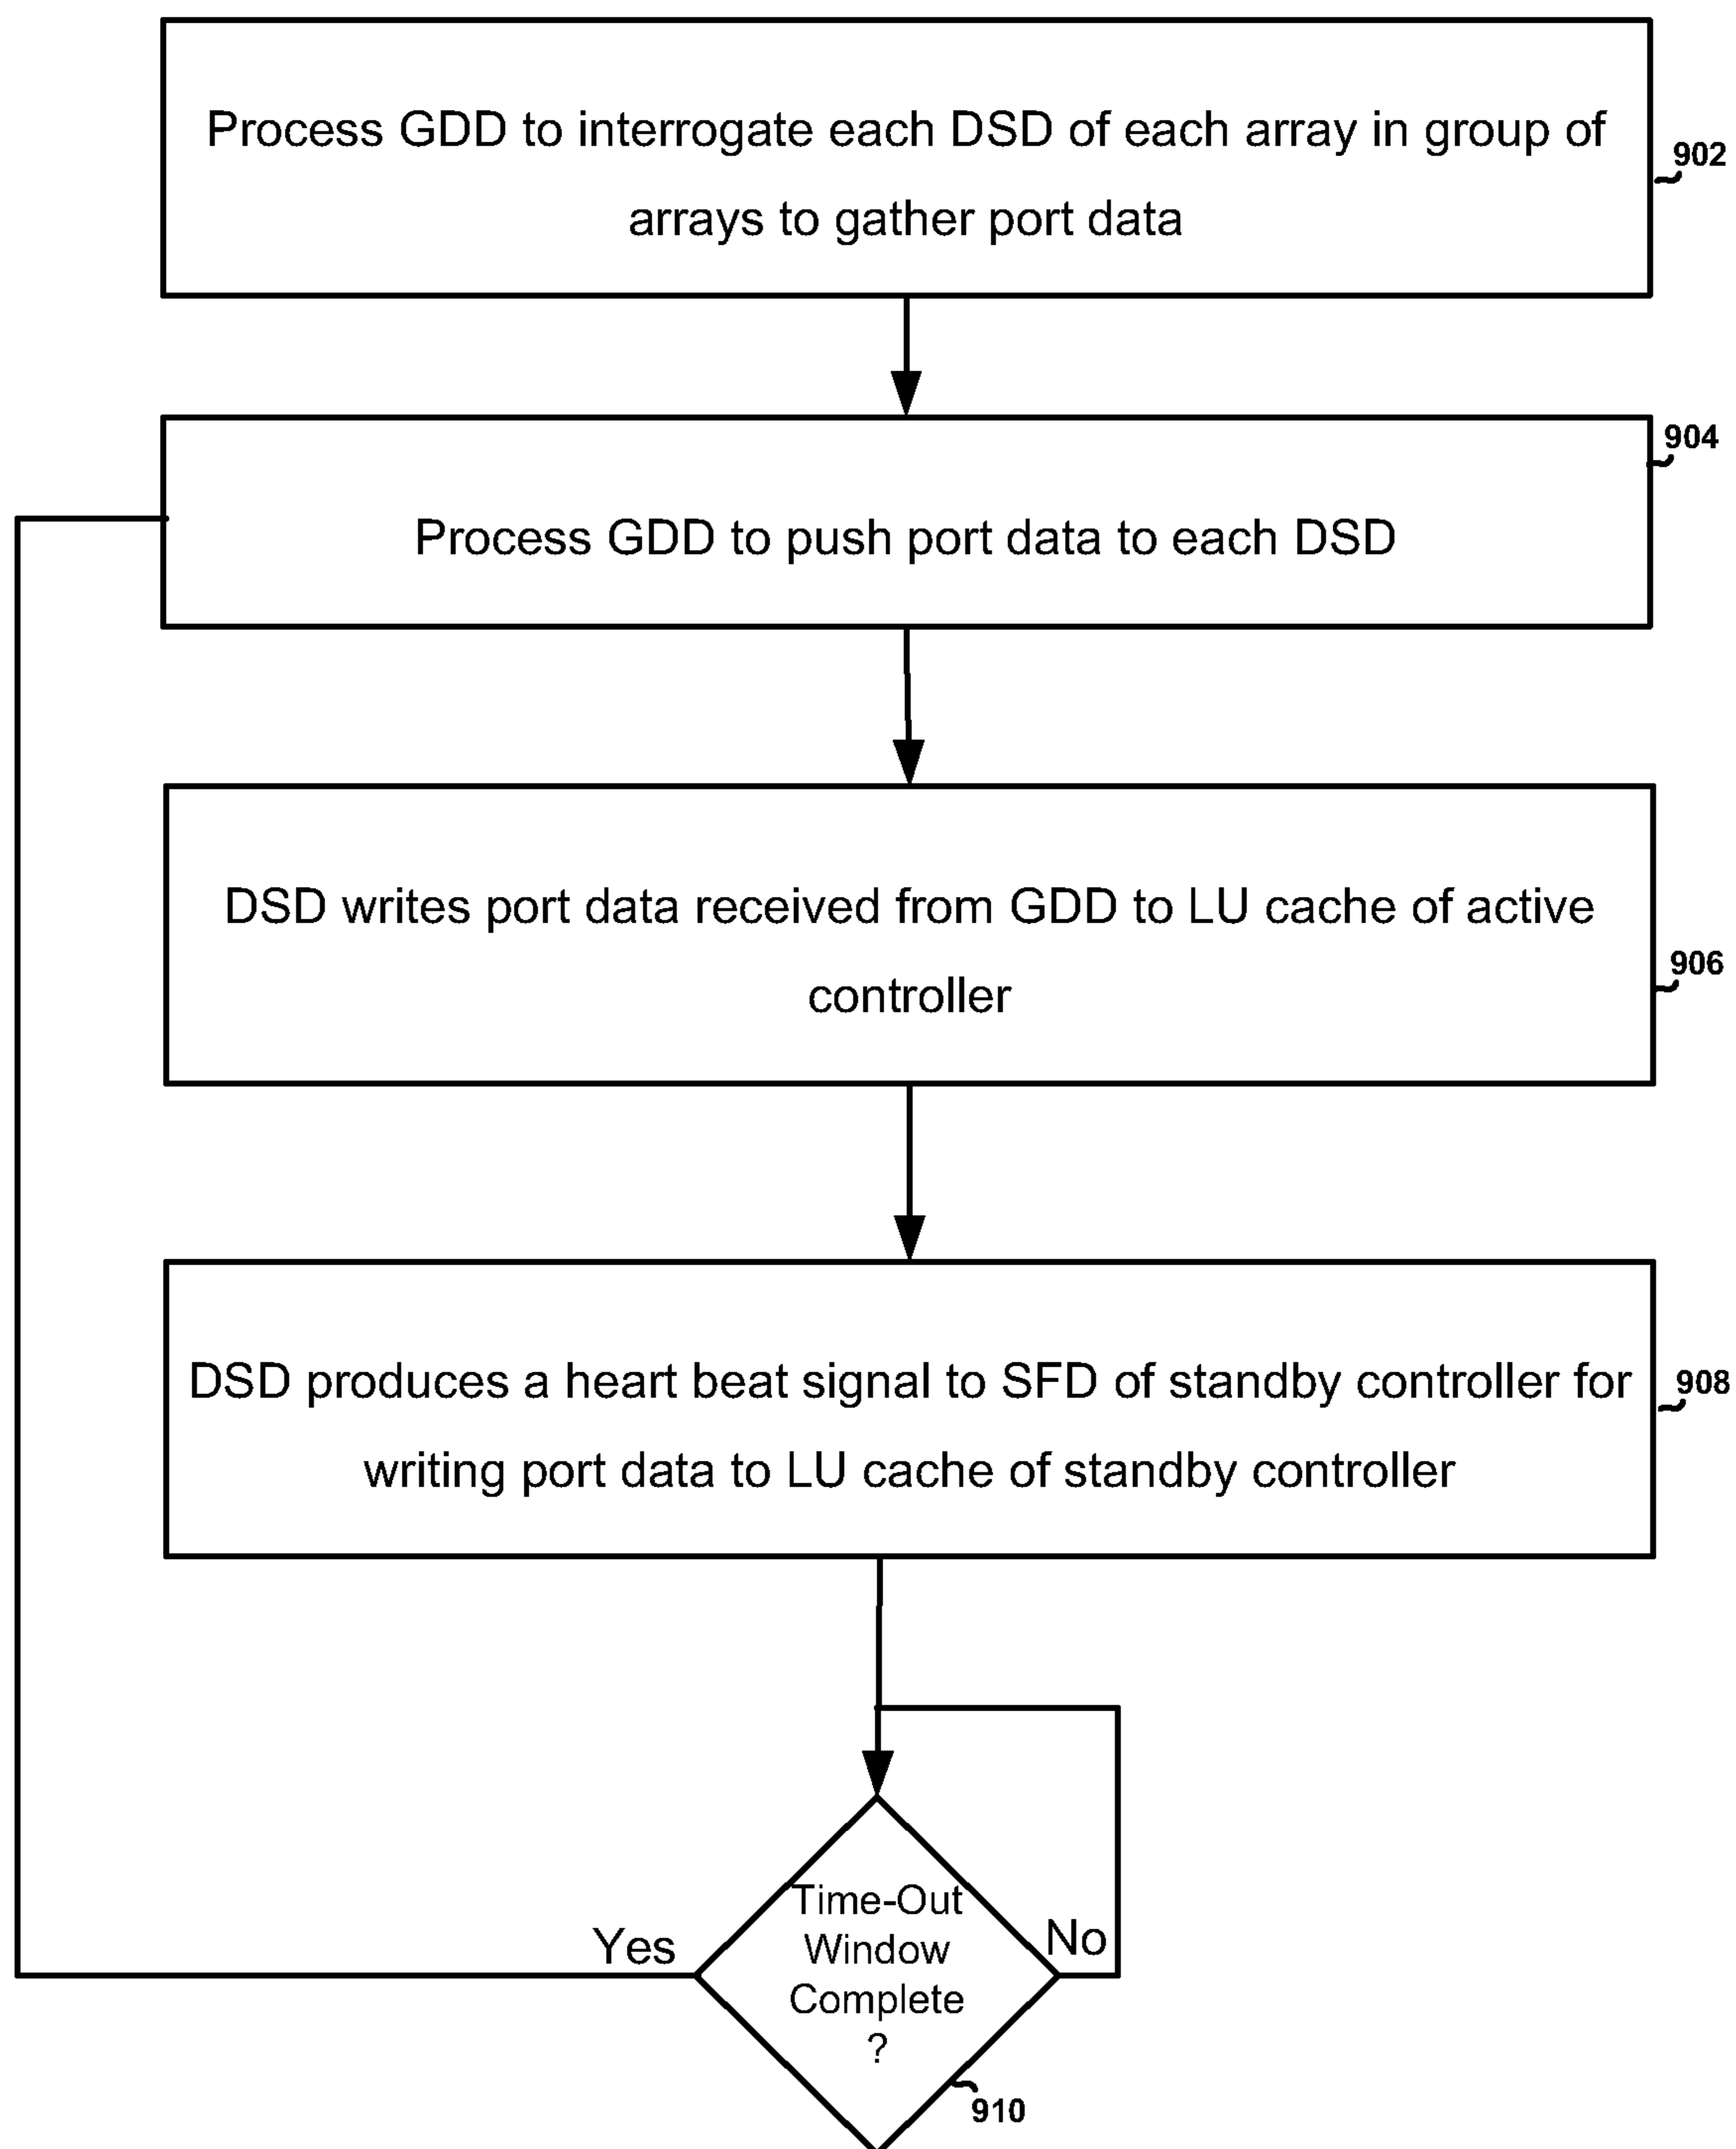 Process GDD to interrogate each DSD of each array in group of
arrays to gather port data
902
904
Process GDD to push port data to each DSD
DSD writes port data received from GDD to LU cache of active
controller
906
DSD produces a heart beat signal to SFD of standby controller for
writing port data to LU cache of standby controller
908
Time-Out
Window
Complete
?
Yes
No
910